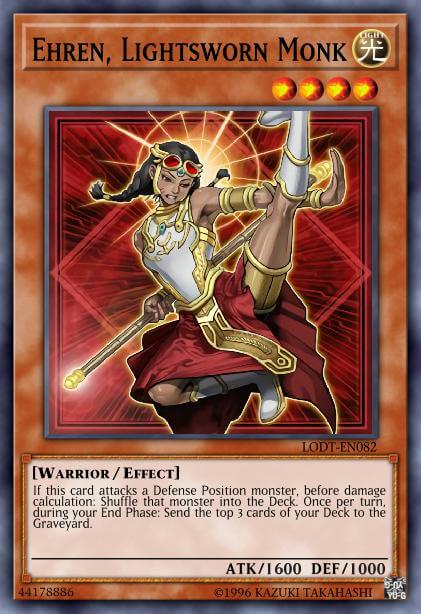 Ehren, Lightsworn Monk
LIGHT
光
LODT-EN082
[Warrior / Effect]
If this card attacks a Defense Position monster, before damage
calculation: Shuffle that monster into the Deck. Once per turn,
during your End Phase: Send the top 3 cards of your Deck to the
Graveyard.
ATK/1600 DEF/1000
44178886
©1996 KAZUKI TAKAHASHI